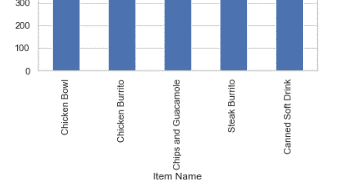 300
200
100
0
Chicken Bowl
Chicken Burrito
Chips and Guacamole
Steak Burrito
Canned Soft Drink
Item Name